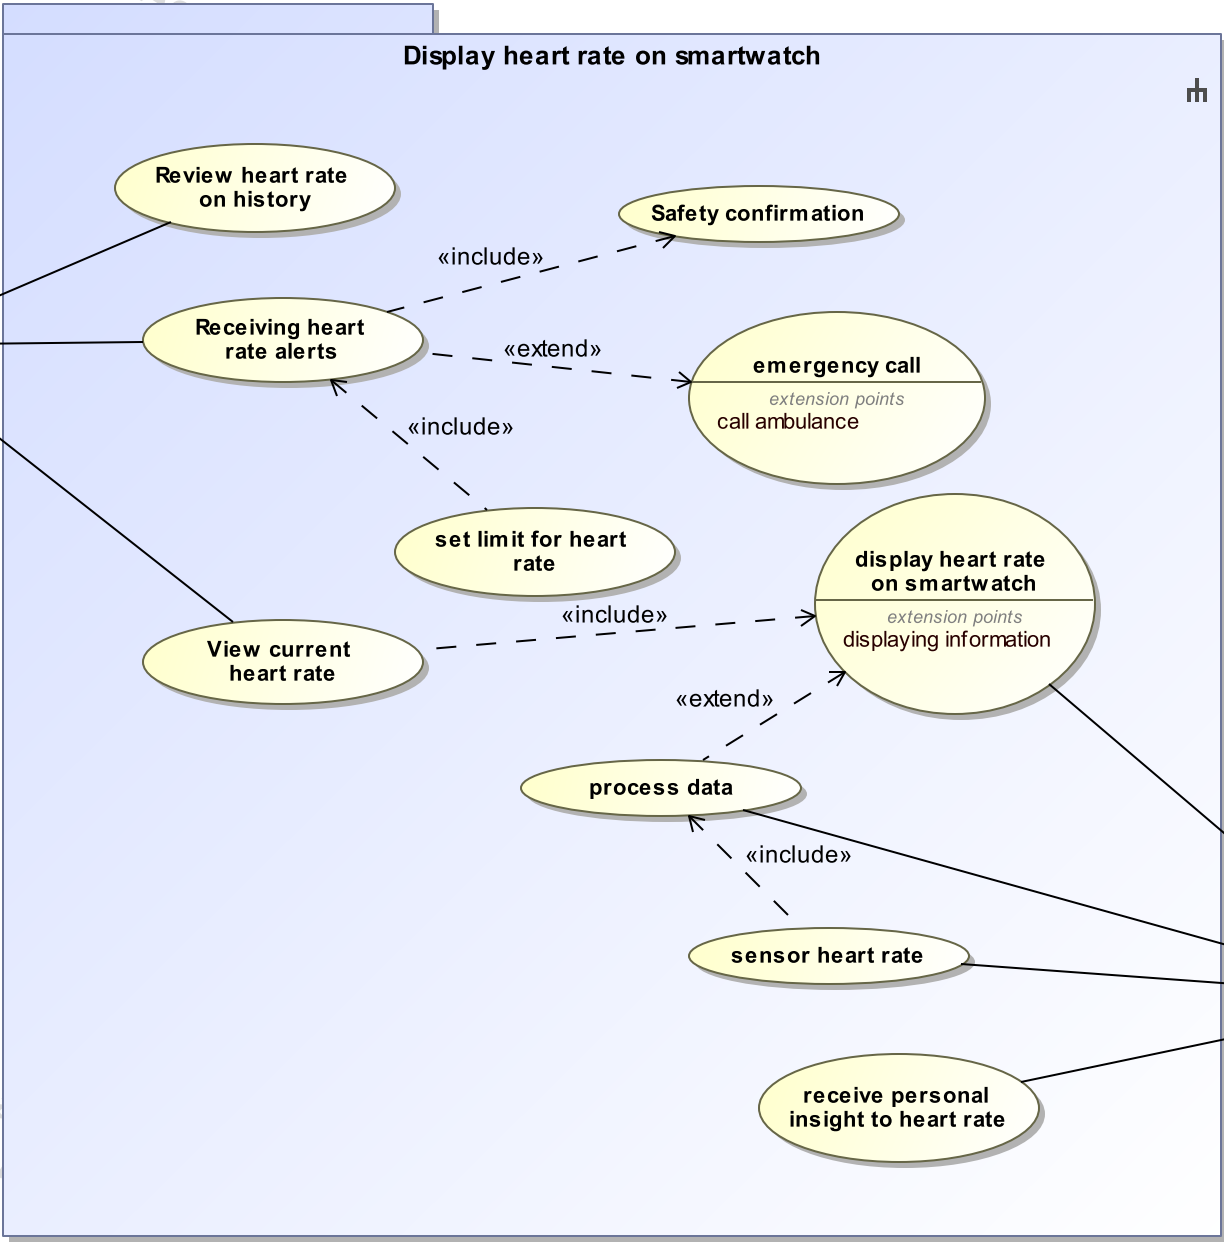 Display heart rate on smartwatch
Review heart rate
on history
Safety confirmation
«include»
Receiving heart
rate alerts
«extend»
emergency call
extension points
call ambulance
«include»
set limit for heart
rate
display heart rate
on smartwatch
extension points
displaying information
«include»
View current
heart rate
«extend»
process data
«include»
sensor heart rate
receive personal
insight to heart rate